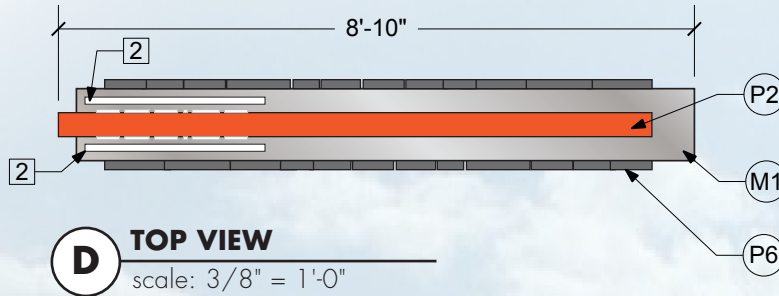 8'-10"
2
P2
2
M1
P6
D
TOP VIEW
scale: 3/8" = 1'-0"